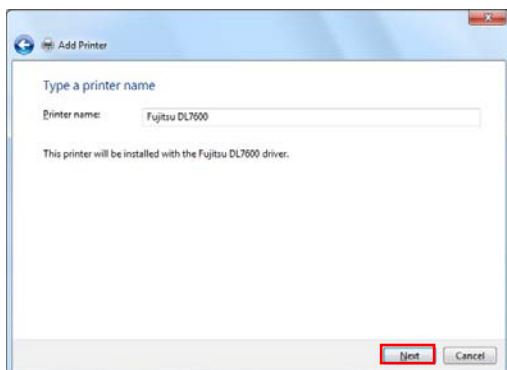 Add Printer
Type a printer name
Printer name: Fujitsu DL7600
This printer will be installed with the Fujitsu DL7600 driver.
Next Cancel